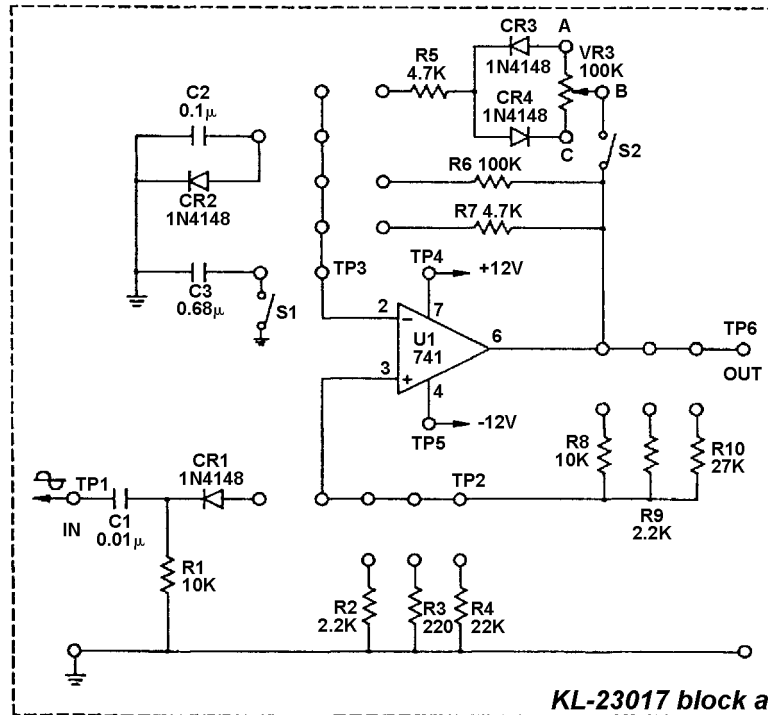 CR3
A
1N4148
VR3
100K
R5
4.7K
B
CR4
1N4148
C
S2
C2
0.1μ
CR2
1N4148
R6 100K
R7 4.7K
C3
0.68μ
S1
TP3
TP4
+12V
2
7
−
U1
741
6
TP6
OUT
3
+
4
-12V
TP5
R8
10K
R10
27K
R9
2.2K
TP2
CR1
1N4148
TP1
IN
C1
0.01μ
R1
10K
R2
2.2K
R3
220
R4
22K
KL-23017 block a